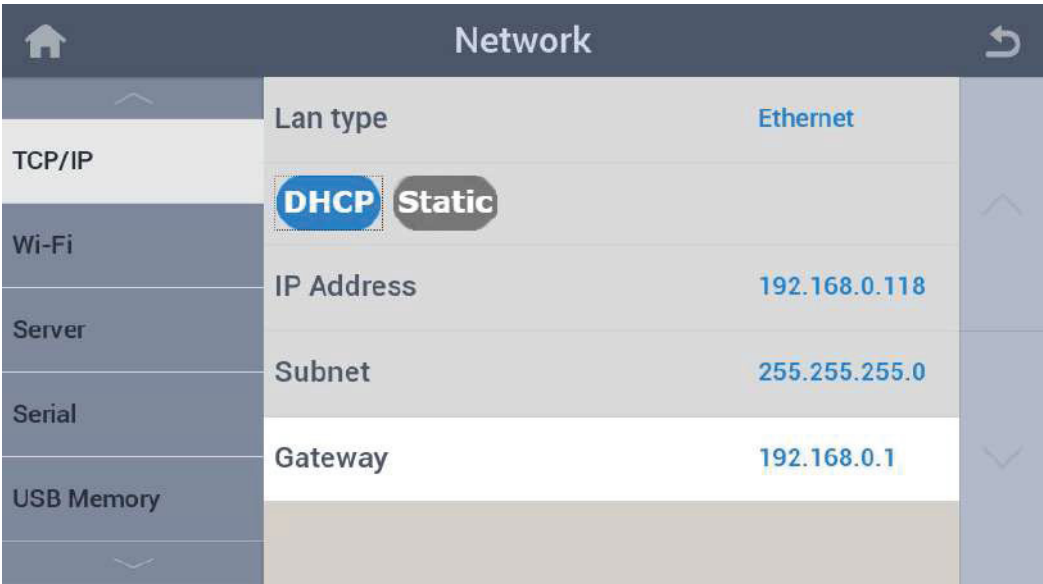 Network
TCP/IP
Wi-Fi
Server
Serial
USB Memory
Lan type Ethernet
DHCP Static
IP Address 192.168.0.118
Subnet 255.255.255.0
Gateway 192.168.0.1